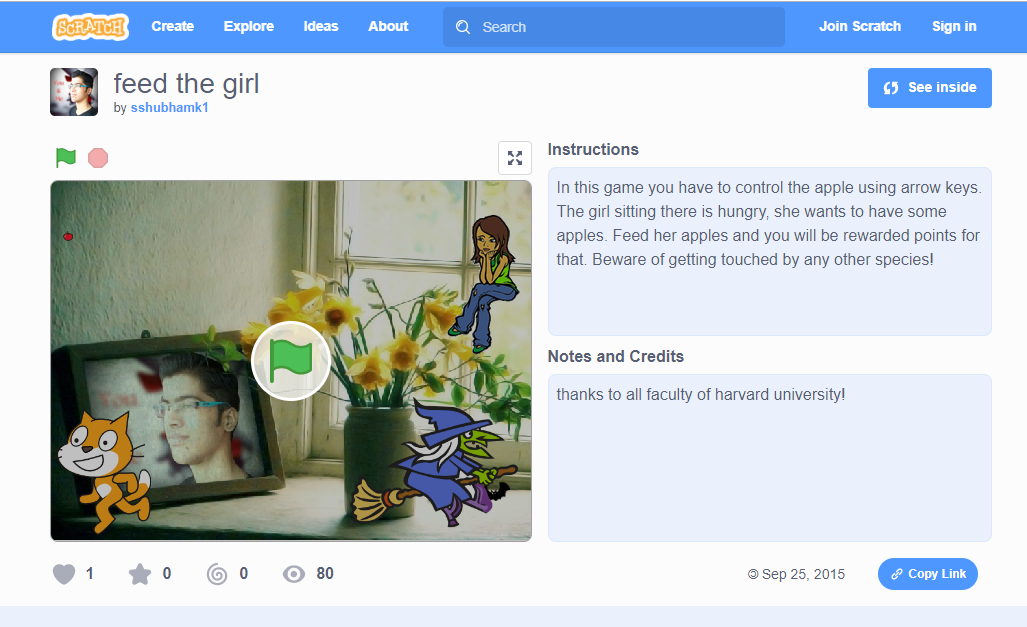 SCRATCH Create Explore Ideas About Search Join Scratch Sign in
feed the girl
by sshubhamk1
See inside
Instructions
In this game you have to control the apple using arrow keys.
The girl sitting there is hungry, she wants to have some
apples. Feed her apples and you will be rewarded points for
that. Beware of getting touched by any other species!
You
Notes and Credits
thanks to all faculty of harvard university!
1 0 0 80
© Sep 25, 2015
Copy Link